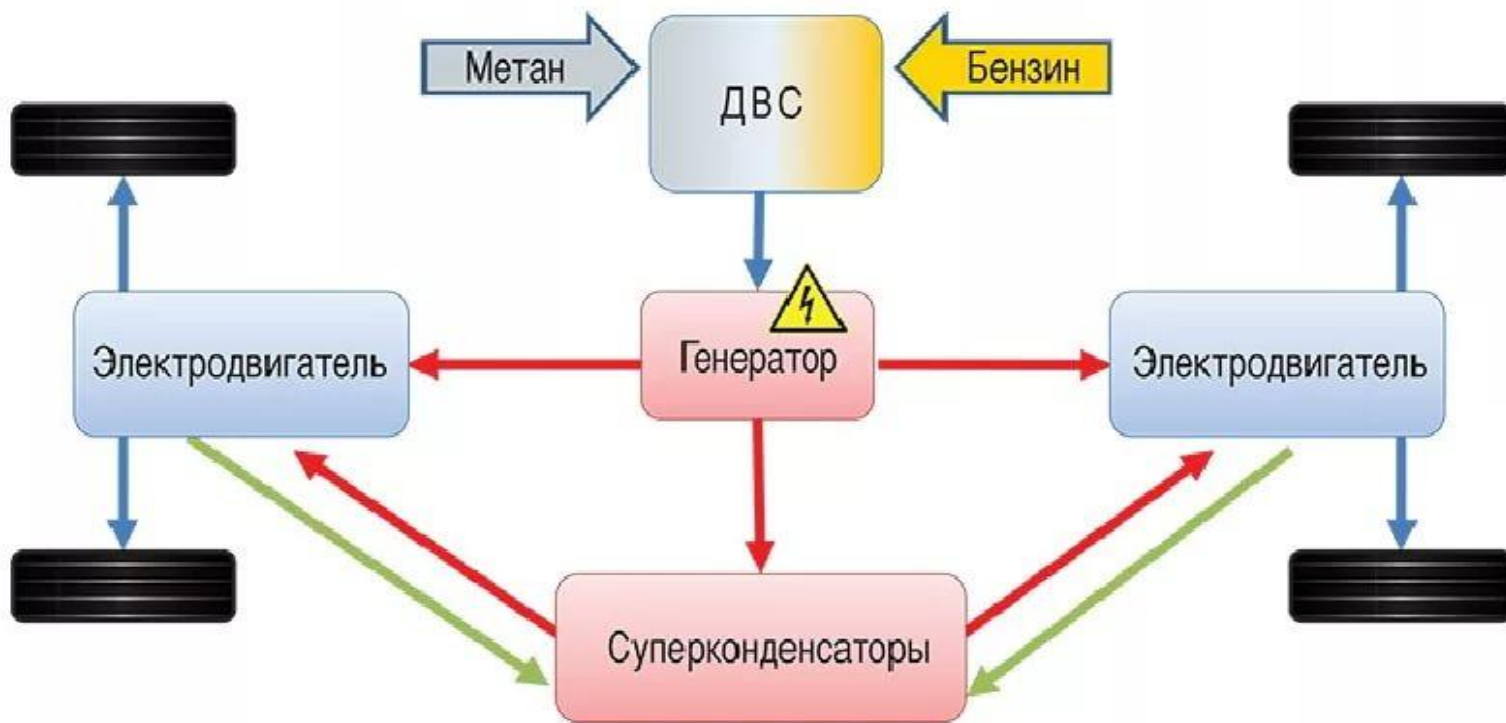 Метан
ДВС
Бензин
Электродвигатель
Генератор
Электродвигатель
Суперконденсаторы